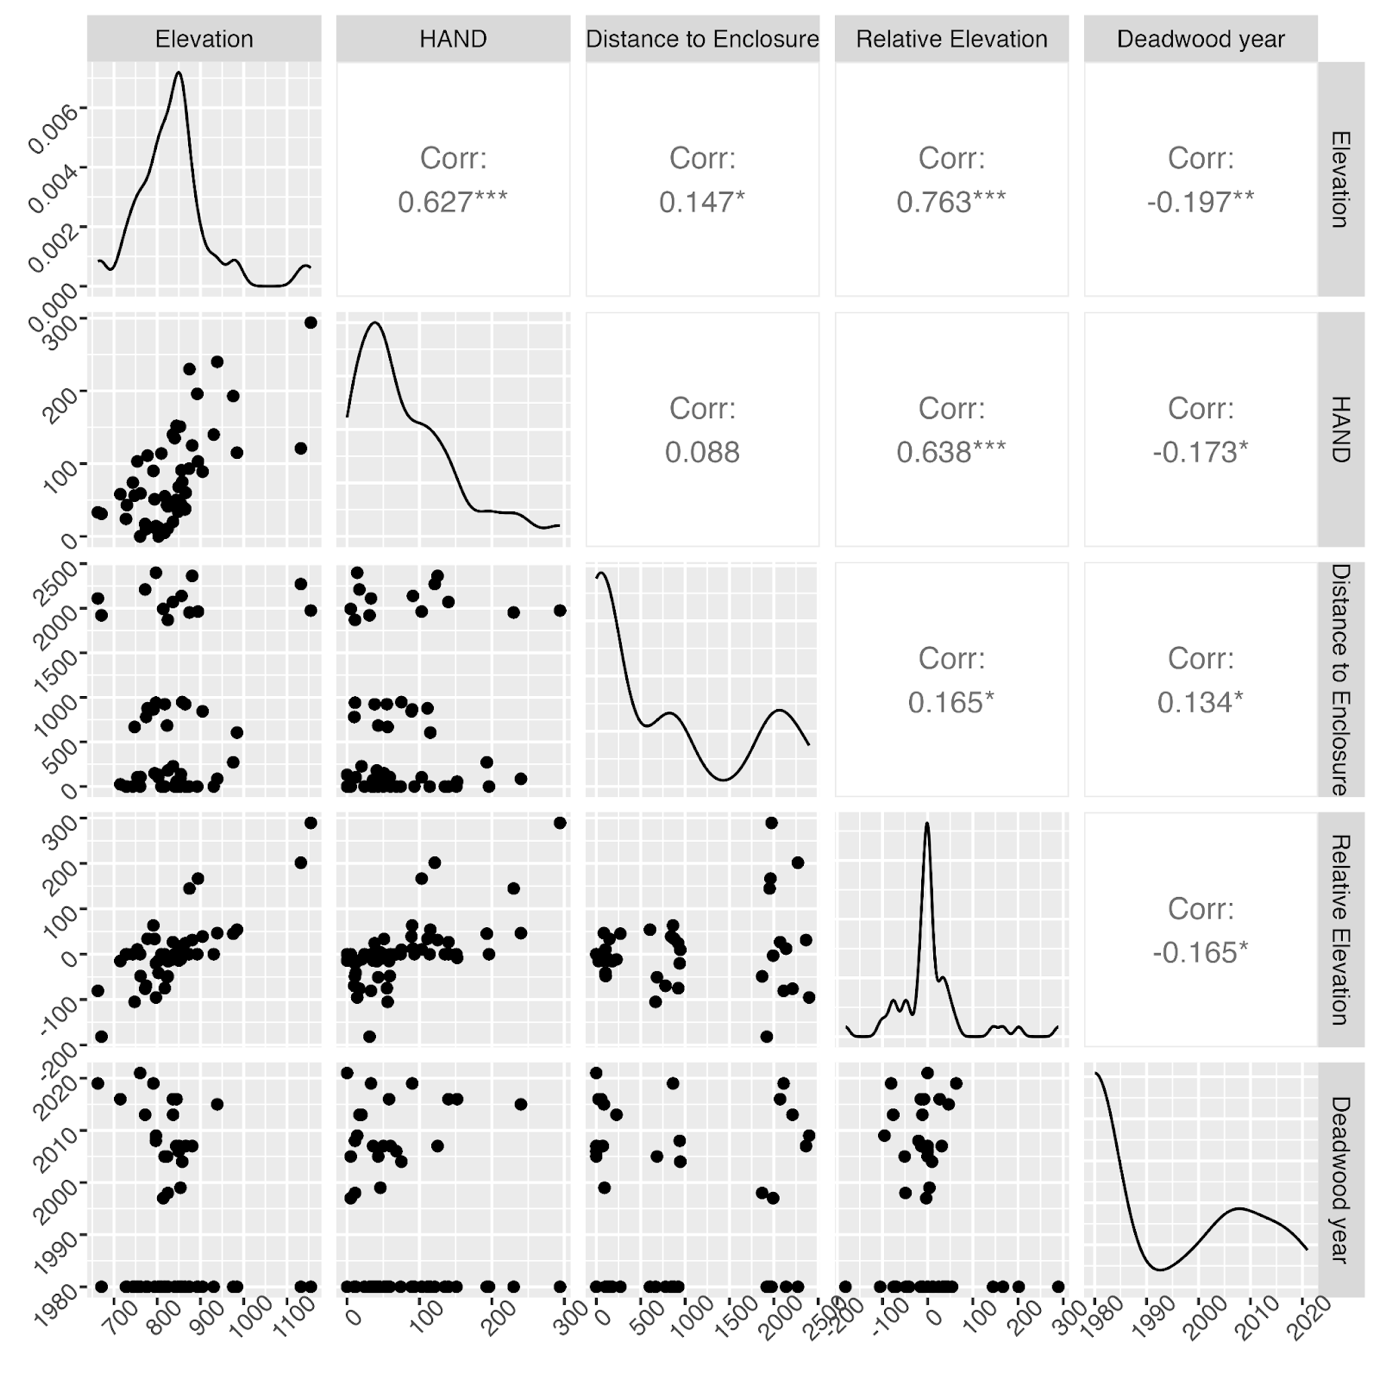 Elevation HAND Distance to Enclosure Relative Elevation Deadwood year
0.006
0.004
0.002
0.000
Corr:
0.627***
Corr:
0.147*
Corr:
0.763***
Corr:
-0.197**
Elevation
300
200
100
0
Corr:
0.088
Corr:
0.638***
Corr:
-0.173*
HAND
2500
2000
1500
1000
500
0
Corr:
0.165*
Corr:
0.134*
Distance to Enclosure
300
200
100
0
-100
-200
Corr:
-0.165*
Relative Elevation
2020
2010
2000
1990
1980
Deadwood year
700 800 900 1000 1100 0 100 200 300 0 500 1000 1500 2000 2500 -200 -100 0 100 200 300 1980 1990 2000 2010 2020